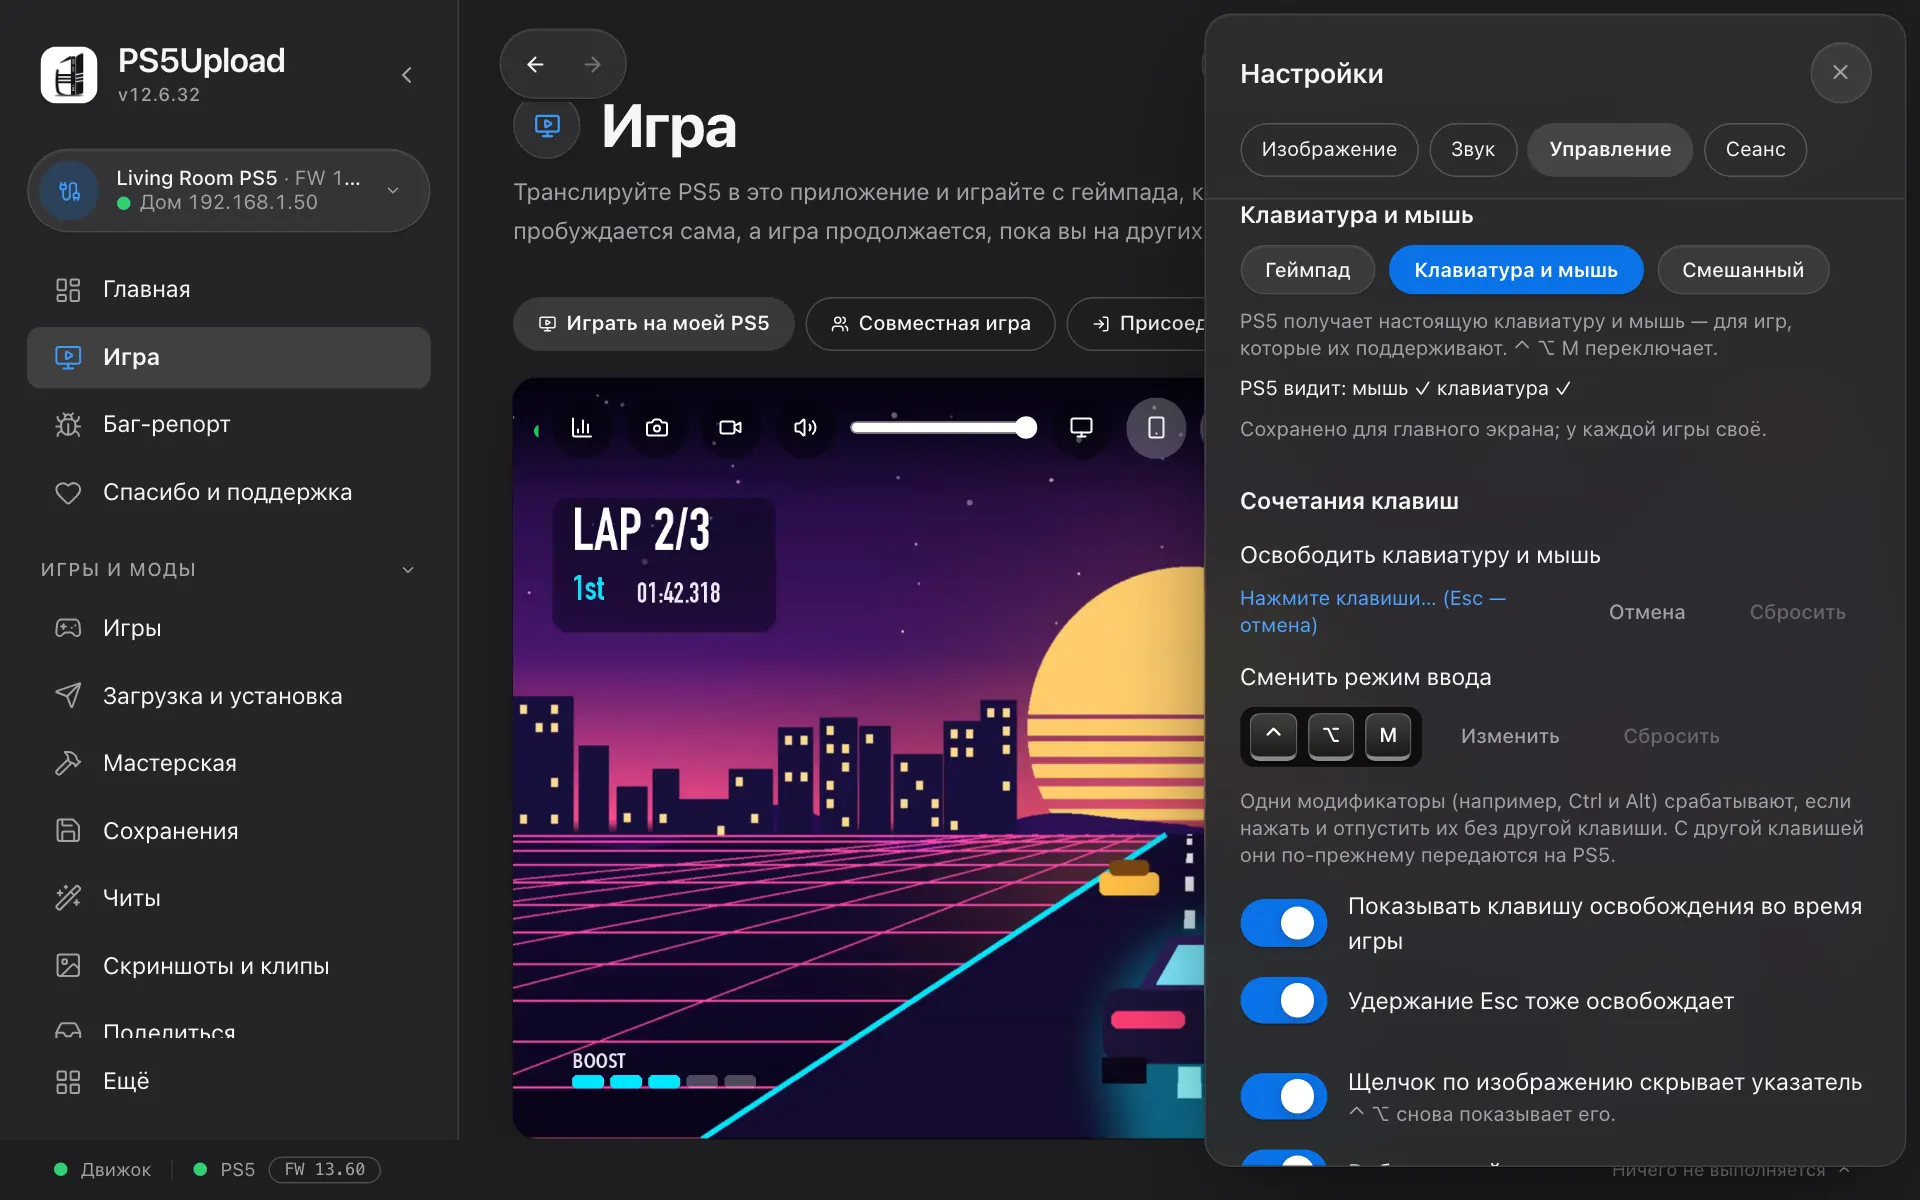 PS5Upload
v12.6.32
Living Room PS5 · FW 1...
Дом 192.168.1.50
Главная
Игра
Баг-репорт
Спасибо и поддержка
ИГРЫ И МОДЫ
Игры
Загрузка и установка
Мастерская
Сохранения
Читы
Скриншоты и клипы
Поделиться
Ещё
Движок
PS5
FW 13.60
Игра
Транслируйте PS5 в это приложение и играйте с геймпада, к
пробуждается сама, а игра продолжается, пока вы на других
Играть на моей PS5
Совместная игра
Присоед
LAP 2/3
1st 01:42.318
BOOST
Настройки
Изображение
Звук
Управление
Сеанс
Клавиатура и мышь
Геймпад
Клавиатура и мышь
Смешанный
PS5 получает настоящую клавиатуру и мышь — для игр,
которые их поддерживают. ⌃ ⌥ M переключает.
PS5 видит: мышь ✓ клавиатура ✓
Сохранено для главного экрана; у каждой игры своё.
Сочетания клавиш
Освободить клавиатуру и мышь
Нажмите клавиши... (Esc —
отмена)
Отмена
Сбросить
Сменить режим ввода
⌃ ⌥ M
Изменить
Сбросить
Одни модификаторы (например, Ctrl и Alt) срабатывают, если
нажать и отпустить их без другой клавиши. С другой клавишей
они по-прежнему передаются на PS5.
Показывать клавишу освобождения во время
игры
Удержание Esc тоже освобождает
Щелчок по изображению скрывает указатель
⌃ ⌥ снова показывает его.
Ничего не выполняется